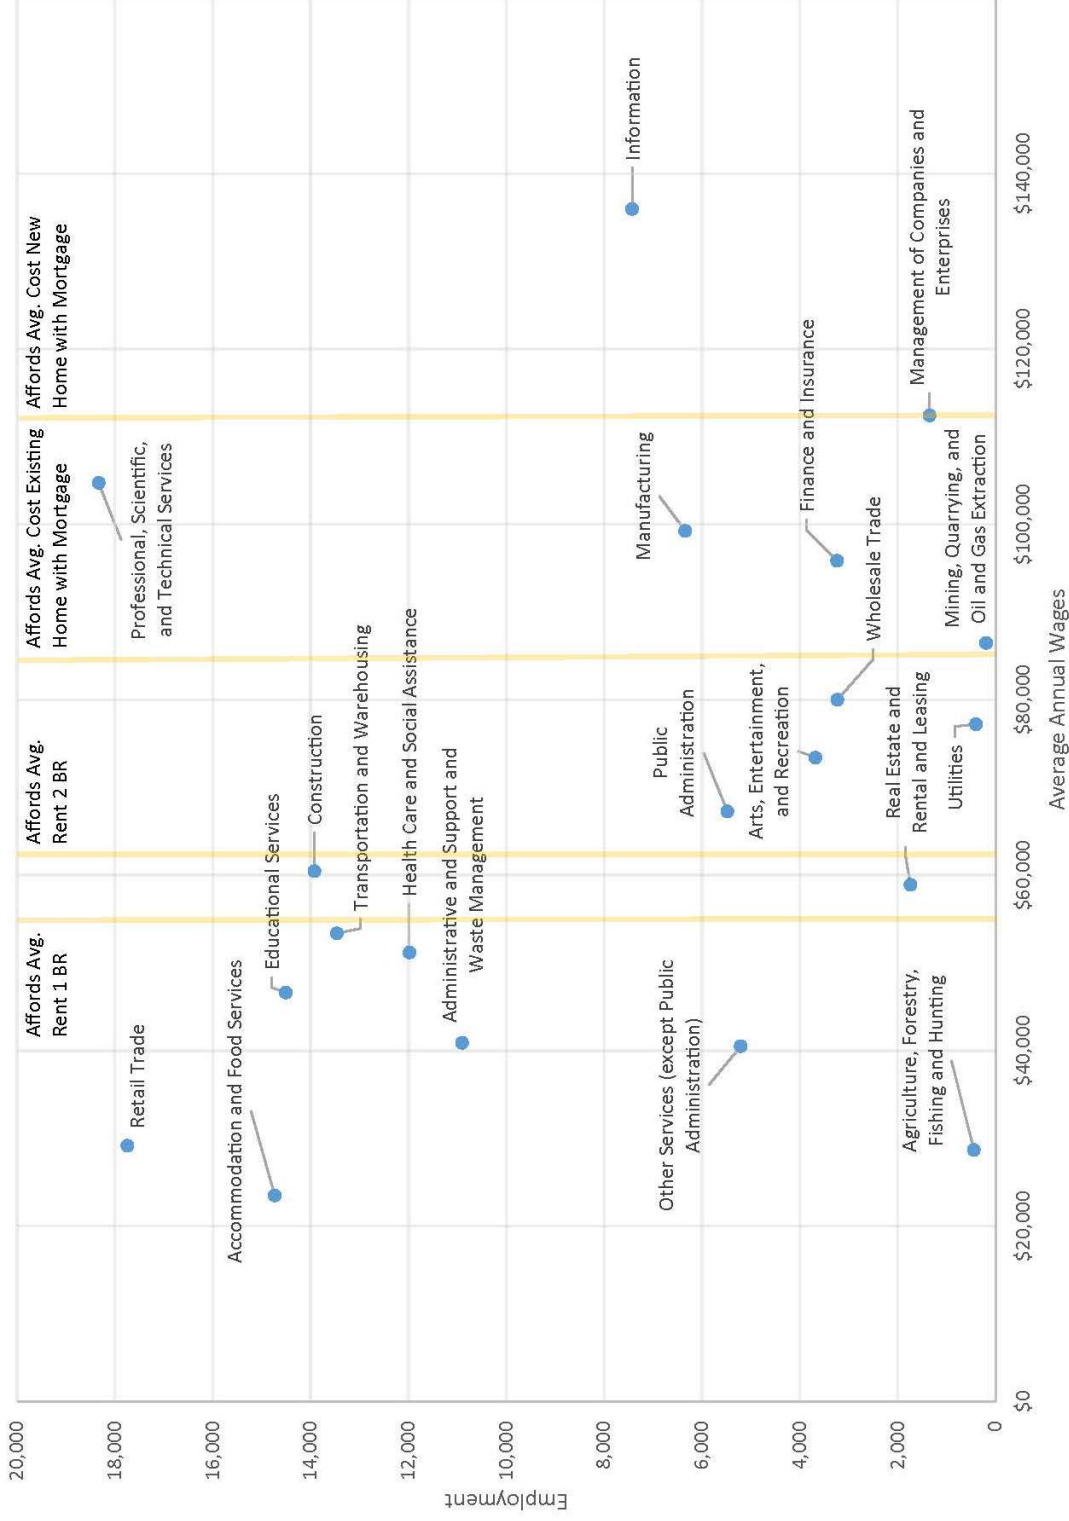 Affords Avg.
Rent 1 BR
Affords Avg.
Rent 2 BR
Affords Avg. Cost Existing
Home with Mortgage
Affords Avg. Cost New
Home with Mortgage
20,000
18,000
16,000
14,000
12,000
10,000
8,000
6,000
4,000
2,000
0
Employment
Retail Trade
Professional, Scientific,
and Technical Services
Accommodation and Food Services
Educational Services
Construction
Transportation and Warehousing
Health Care and Social Assistance
Administrative and Support and
Waste Management
Information
Manufacturing
Public
Administration
Other Services (except Public
Administration)
Arts, Entertainment,
and Recreation
Finance and Insurance
Wholesale Trade
Real Estate and
Rental and Leasing
Management of Companies and
Enterprises
Agriculture, Forestry,
Fishing and Hunting
Utilities
Mining, Quarrying, and
Oil and Gas Extraction
$0
$20,000
$40,000
$60,000
$80,000
$100,000
$120,000
$140,000
Average Annual Wages